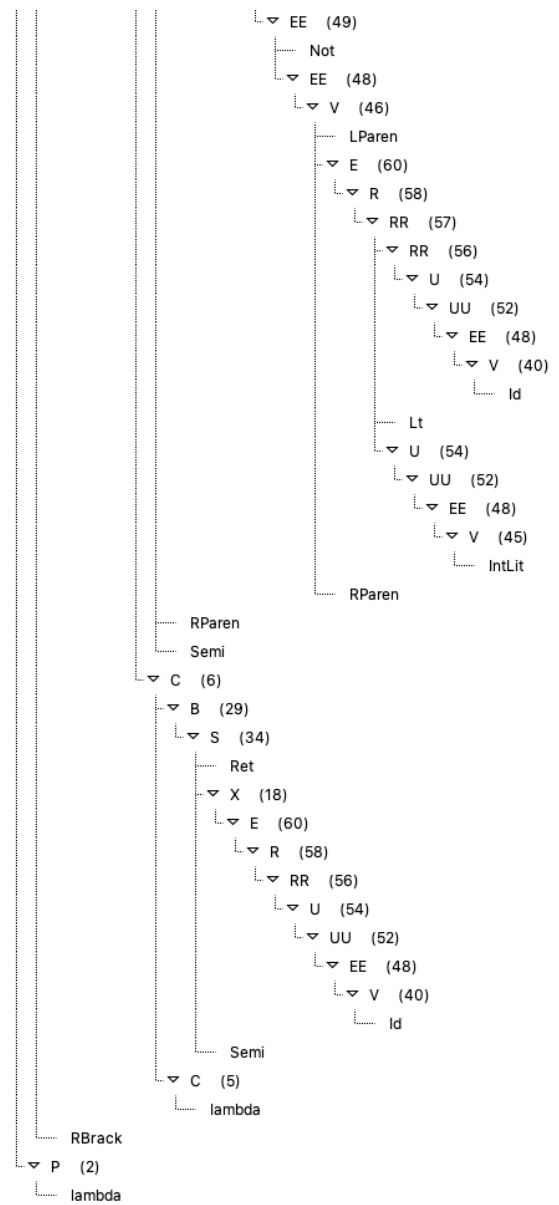 EE (49)
Not
EE (48)
V (46)
LParen
E (60)
R (58)
RR (57)
RR (56)
U (54)
UU (52)
EE (48)
V (40)
Id
Lt
U (54)
UU (52)
EE (48)
V (45)
IntLit
RParen
RParen
Semi
C (6)
B (29)
S (34)
Ret
X (18)
E (60)
R (58)
RR (56)
U (54)
UU (52)
EE (48)
V (40)
Id
Semi
C (5)
lambda
RBrack
P (2)
lambda